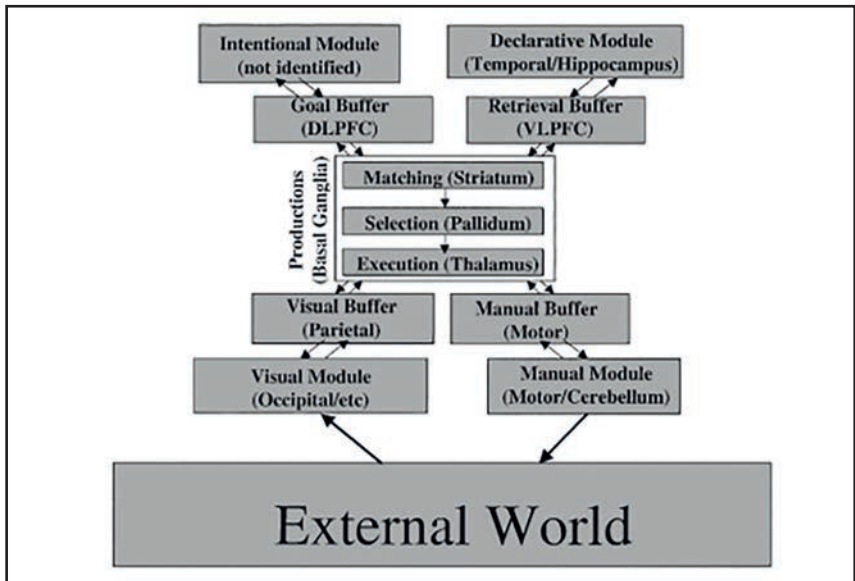 Intentional Module
(not identified)
Declarative Module
(Temporal/Hippocampus)
Goal Buffer
(DLPFC)
Retrieval Buffer
(VLPFC)
Productions
(Basal Ganglia)
Matching (Striatum)
Selection (Pallidum)
Execution (Thalamus)
Visual Buffer
(Parietal)
Manual Buffer
(Motor)
Visual Module
(Occipital/etc)
Manual Module
(Motor/Cerebellum)
External World